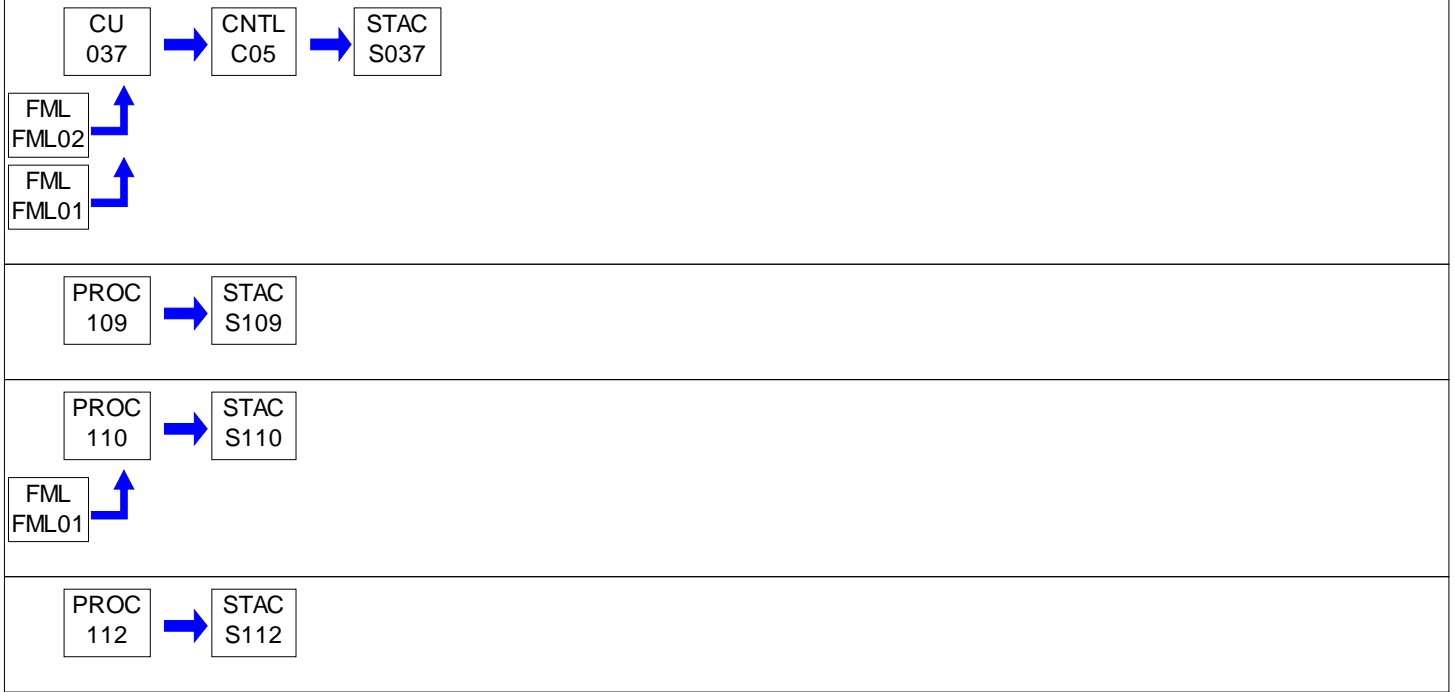 CU
037
CNTL
C05
STAC
S037
FML
FML02
FML
FML01
PROC
109
STAC
S109
PROC
110
STAC
S110
FML
FML01
PROC
112
STAC
S112